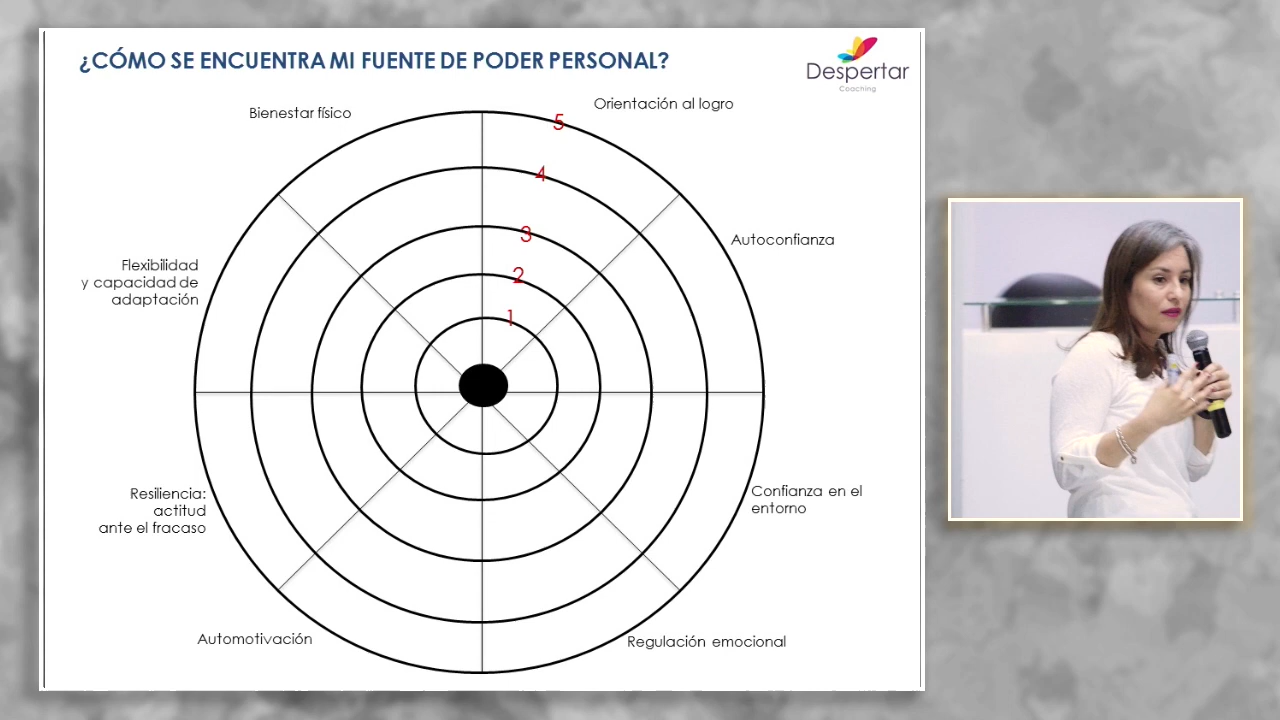 ¿CÓMO SE ENCUENTRA MI FUENTE DE PODER PERSONAL?
Despertar
Coaching
Bienestar físico
Orientación al logro
5
4
3
2
1
Autoconfianza
Flexibilidad
y capacidad de
adaptación
Resiliencia:
actitud
ante el fracaso
Confianza en el
entorno
Automotivación
Regulación emocional